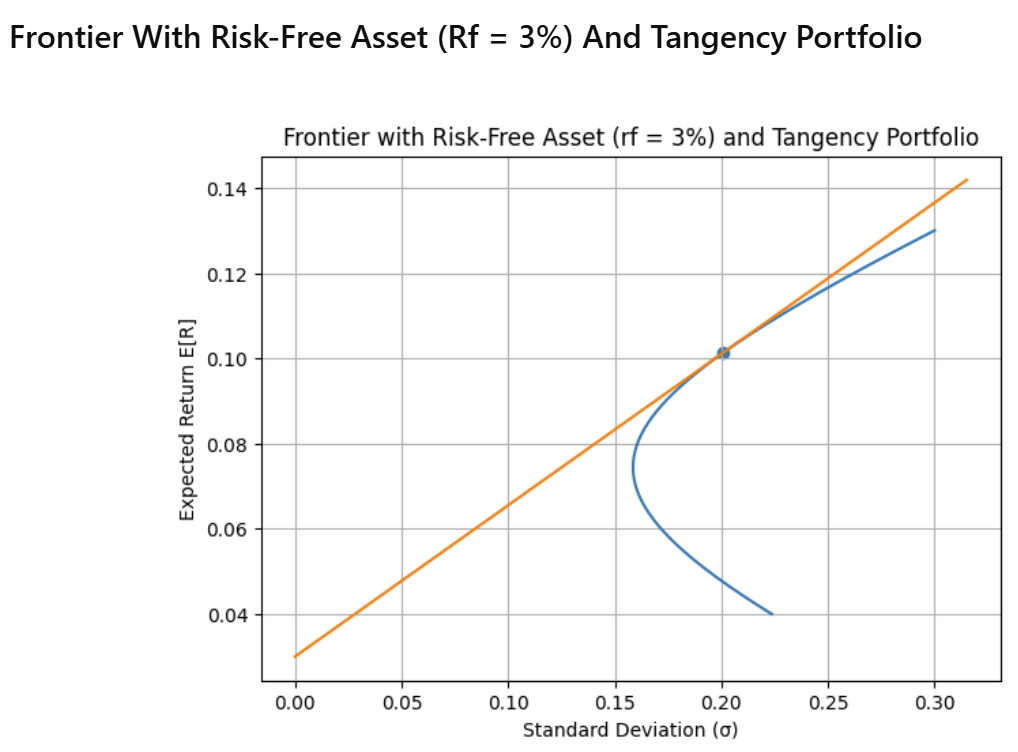 Frontier With Risk-Free Asset (Rf = 3%) And Tangency Portfolio
Frontier with Risk-Free Asset (rf = 3%) and Tangency Portfolio
0.14
0.12
0.10
0.08
0.06
0.04
Expected Return E[R]
0.00 0.05 0.10 0.15 0.20 0.25 0.30
Standard Deviation (σ)